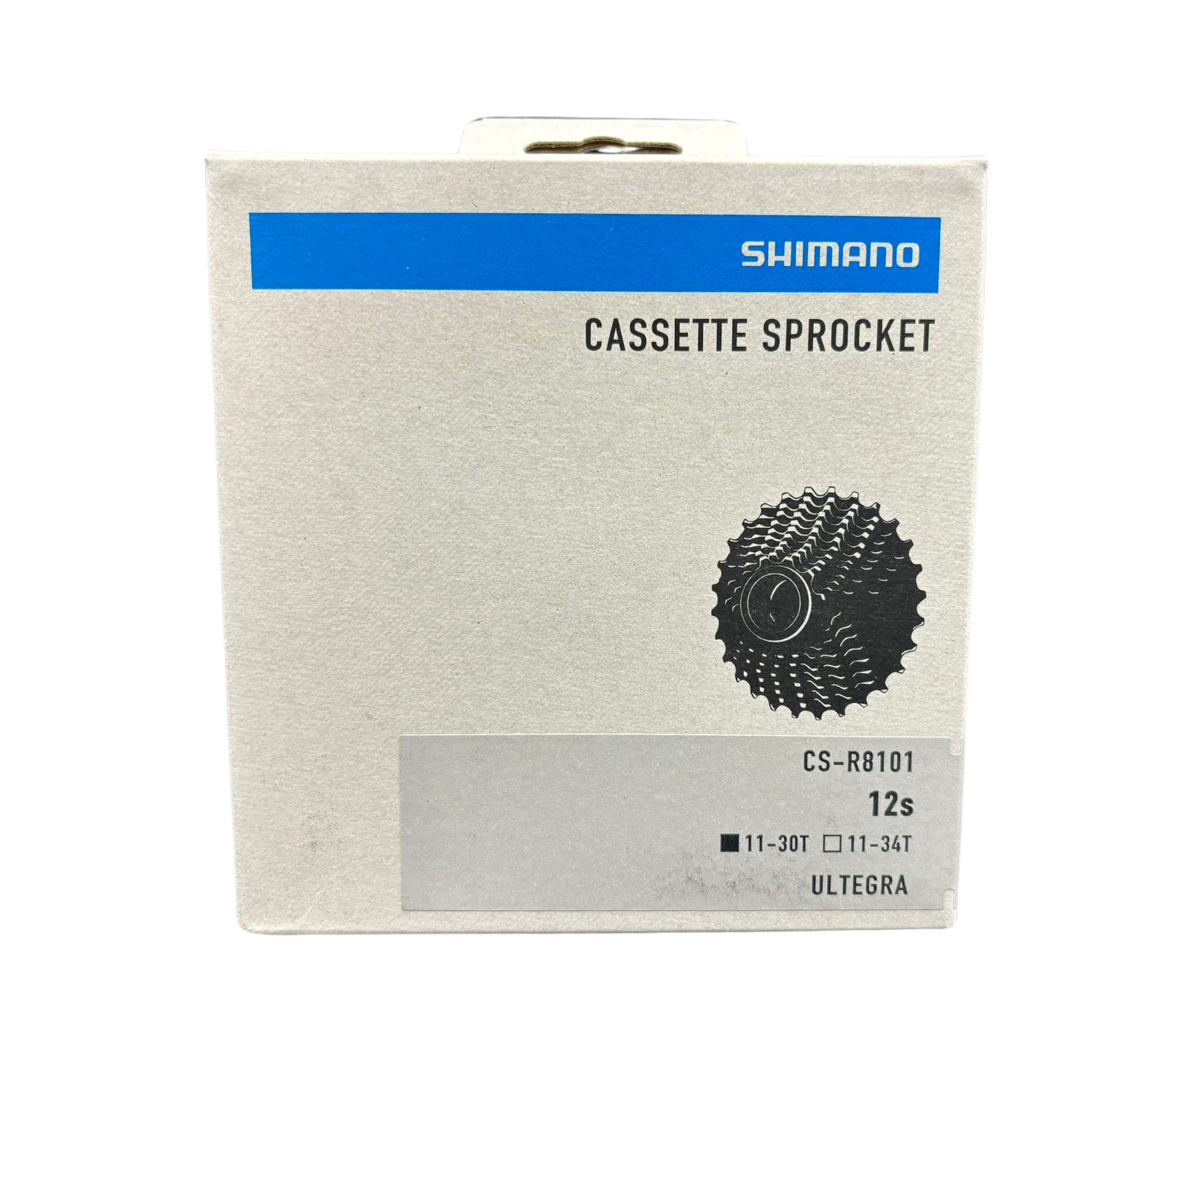 SHIMANO
CASSETTE SPROCKET
CS-R8101
12s
■11-30T □11-34T
ULTEGRA